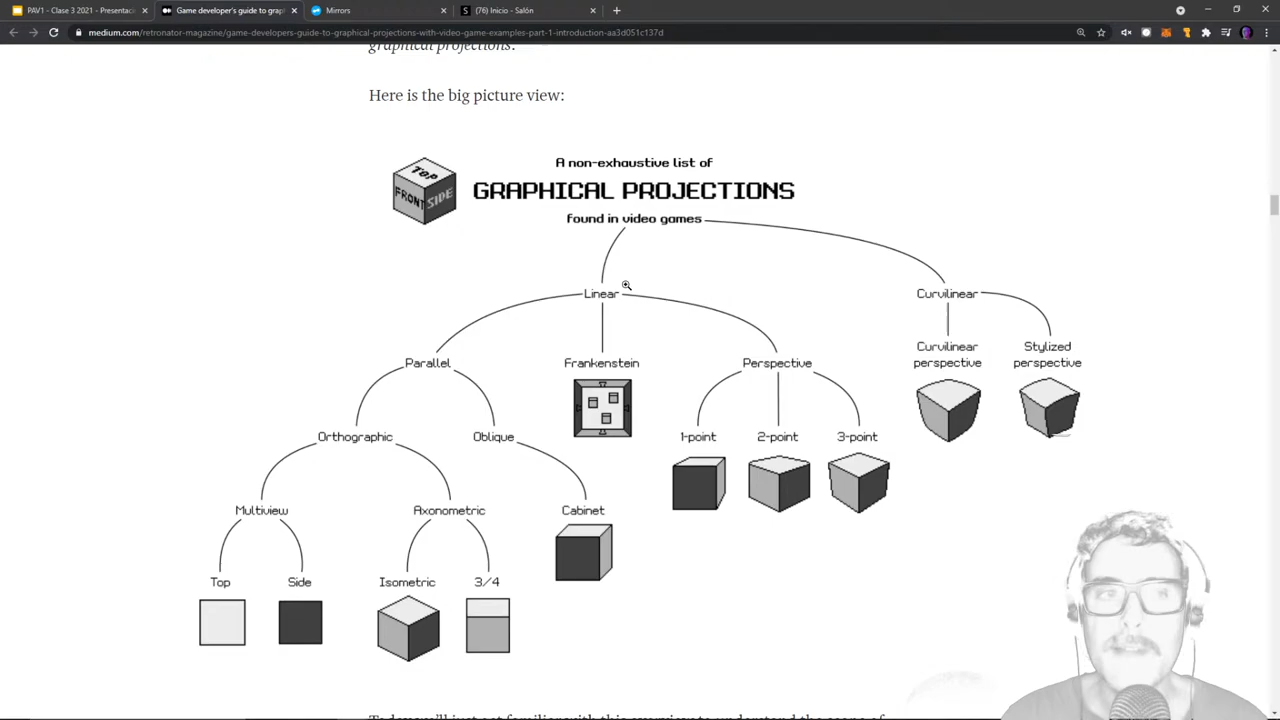 PAV1 - Clase 3 2021 - Presentaci
Game developer's guide to grap
Mirrors
(76) Inicio - Salón
medium.com/retronator-magazine/game-developers-guide-to-graphical-projections-with-video-game-examples-part-1-introduction-aa3d051c137d
graphical projections.
Here is the big picture view:
TOP
FRONT
SIDE
A non-exhaustive list of
GRAPHICAL PROJECTIONS
found in video games
Linear
Curvilinear
Parallel
Frankenstein
Perspective
Curvilinear
perspective
Stylized
perspective
Orthographic
Oblique
1-point
2-point
3-point
Multiview
Axonometric
Cabinet
Top
Side
Isometric
3/4